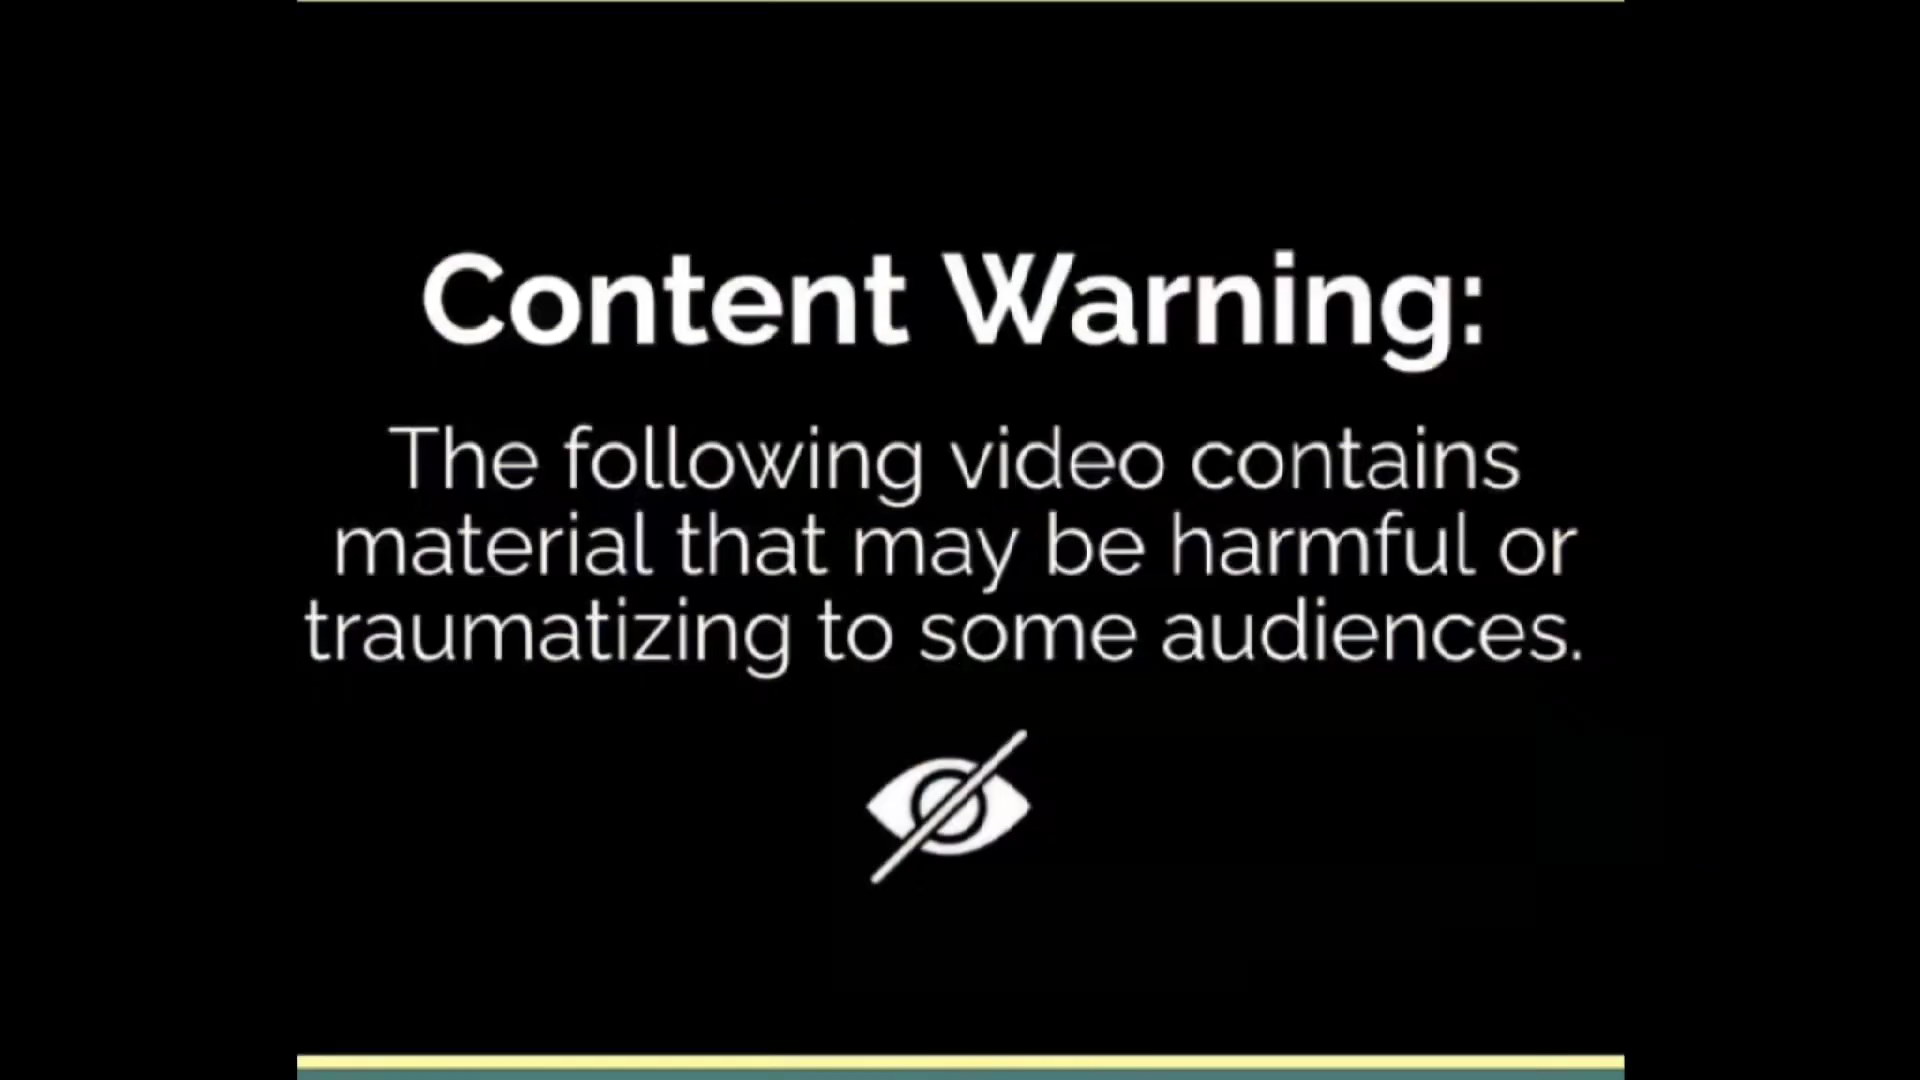 Content Warning:
The following video contains
material that may be harmful or
traumatizing to some audiences.